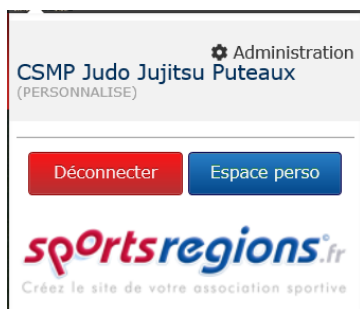 Administration
CSMP Judo Jujitsu Puteaux
(PERSONNALISE)
Déconnecter Espace perso
sportsregions.fr
Créez le site de votre association sportive